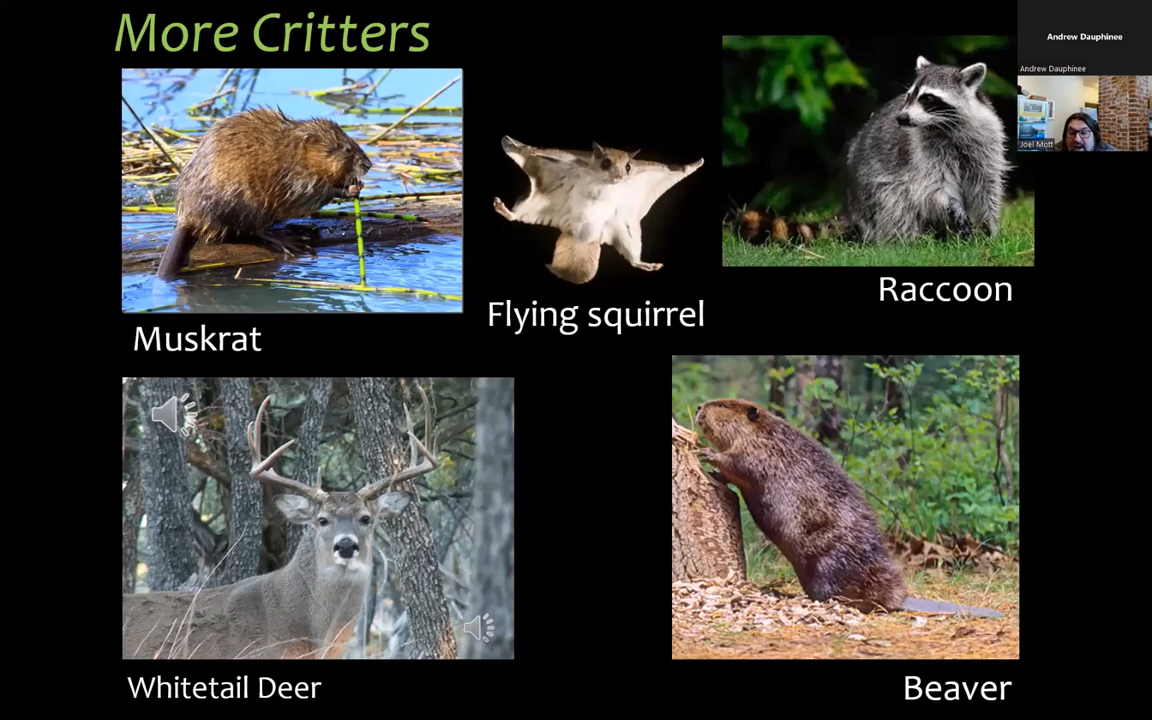 More Critters
Andrew Dauphinee
Andrew Dauphinee
Joel Mott
Raccoon
Flying squirrel
Muskrat
Whitetail Deer
Beaver